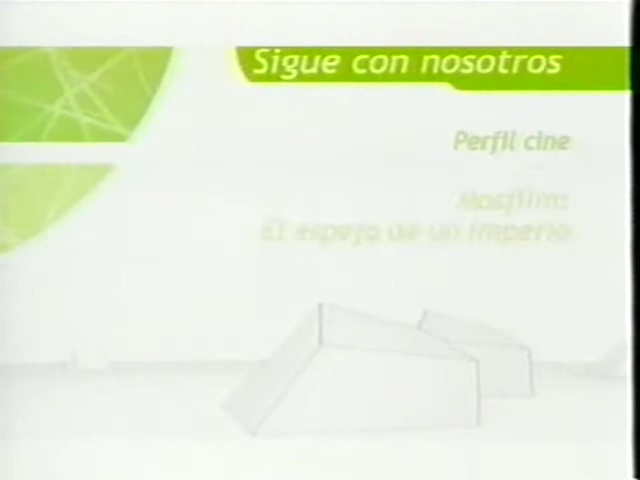 Sigue con nosotros
Perfil cine
Mosfilm:
El espejo de un imperio